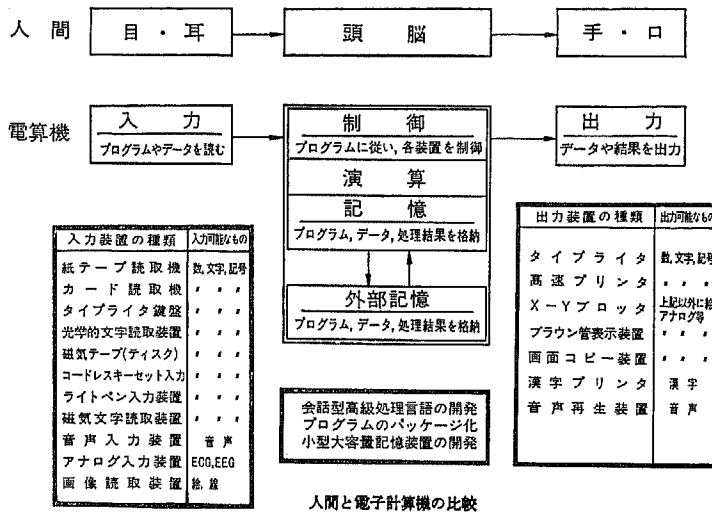 人間 目・耳 頭脳 手・口
電算機
入力
プログラムやデータを読む
制御
プログラムに従い,各装置を制御
演算
記憶
プログラム,データ,処理結果を格納
外部記憶
プログラム,データ,処理結果を格納
出力
データや結果を出力
入力装置の種類 入力可能なもの
紙テープ読取機 数,文字,記号
カード読取機 〃 〃 〃
タイプライタ鍵盤 〃 〃 〃
光学的文字読取装置 〃 〃 〃
磁気テープ(ティスク) 〃 〃 〃
コードレスキーセット入力 〃 〃 〃
ライトペン入力装置 〃 〃 〃
磁気文字読取装置 〃 〃 〃
音声入力装置 音声
アナログ入力装置 ECG,EEG
画像読取装置 絵,線
会話型高級処理言語の開発
プログラムのパッケージ化
小型大容量記憶装置の開発
出力装置の種類 出力可能なもの
タイプライタ 数,文字,記号
高速プリンタ 〃 〃 〃
X-Yプロッタ 上記以外に絵
アナログ等
ブラウン管表示装置 〃 〃 〃
画面コピー装置 〃 〃 〃
漢字プリンタ 漢字
音声再生装置 音声
人間と電子計算機の比較